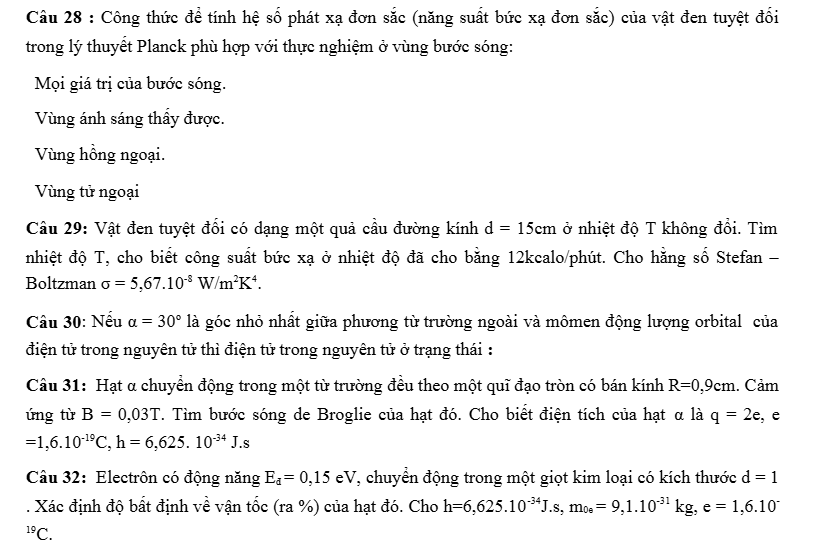 Câu 28 : Công thức để tính hệ số phát xạ đơn sắc (năng suất bức xạ đơn sắc) của vật đen tuyệt đối
trong lý thuyết Planck phù hợp với thực nghiệm ở vùng bước sóng:
Mọi giá trị của bước sóng.
Vùng ánh sáng thấy được.
Vùng hồng ngoại.
Vùng tử ngoại
Câu 29: Vật đen tuyệt đối có dạng một quả cầu đường kính d = 15cm ở nhiệt độ T không đổi. Tìm
nhiệt độ T, cho biết công suất bức xạ ở nhiệt độ đã cho bằng 12kcalo/phút. Cho hằng số Stefan –
Boltzman σ = 5,67.10⁻⁸ W/m²K⁴.
Câu 30: Nếu α = 30° là góc nhỏ nhất giữa phương từ trường ngoài và mômen động lượng orbital của
điện tử trong nguyên tử thì điện tử trong nguyên tử ở trạng thái :
Câu 31: Hạt α chuyển động trong một từ trường đều theo một quĩ đạo tròn có bán kính R=0,9cm. Cảm
ứng từ B = 0,03T. Tìm bước sóng de Broglie của hạt đó. Cho biết điện tích của hạt α là q = 2e, e
=1,6.10⁻¹⁹C, h = 6,625. 10⁻³⁴ J.s
Câu 32: Electrôn có động năng Eđ = 0,15 eV, chuyển động trong một giọt kim loại có kích thước d = 1
. Xác định độ bất định về vận tốc (ra %) của hạt đó. Cho h=6,625.10⁻³⁴J.s, m₀ₑ = 9,1.10⁻³¹ kg, e = 1,6.10⁻
¹⁹C.